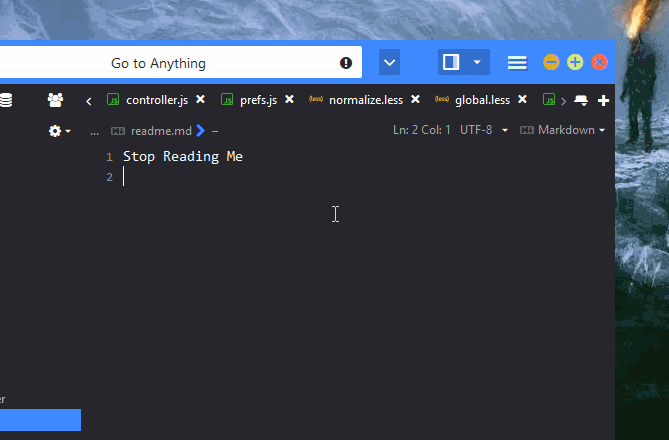 Go to Anything
controller.js prefs.js normalize.less global.less
... readme.md – Ln: 2 Col: 1 UTF-8 Markdown
1 Stop Reading Me
2
er